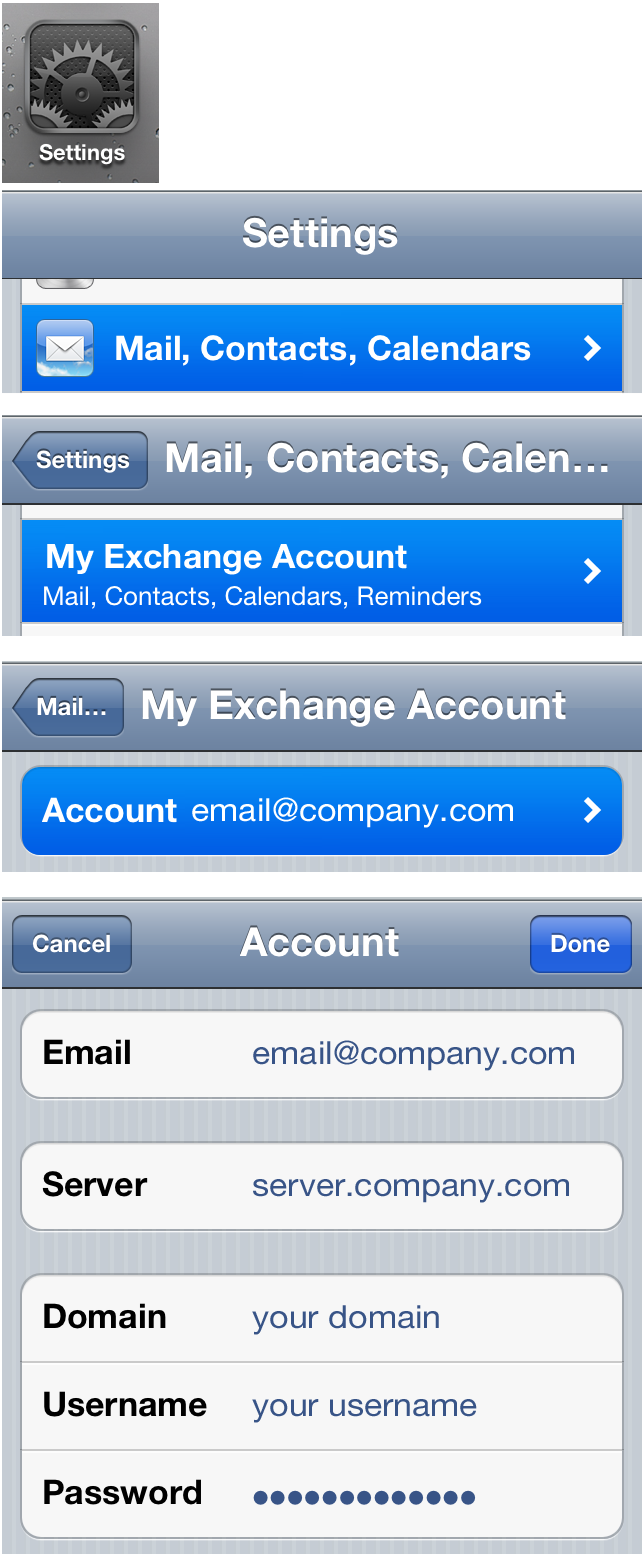 Settings
Settings
Mail, Contacts, Calendars
Settings
Mail, Contacts, Calen...
My Exchange Account
Mail, Contacts, Calendars, Reminders
Mail...
My Exchange Account
Account email@company.com
Cancel
Account
Done
Email email@company.com
Server server.company.com
Domain your domain
Username your username
Password •••••••••••••